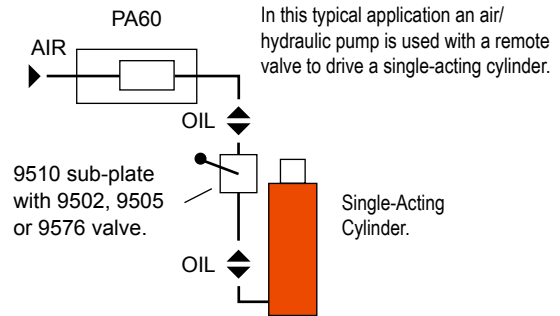 PA60
In this typical application an air/
hydraulic pump is used with a remote
valve to drive a single-acting cylinder.
AIR
OIL
9510 sub-plate
with 9502, 9505
or 9576 valve.
Single-Acting
Cylinder.
OIL